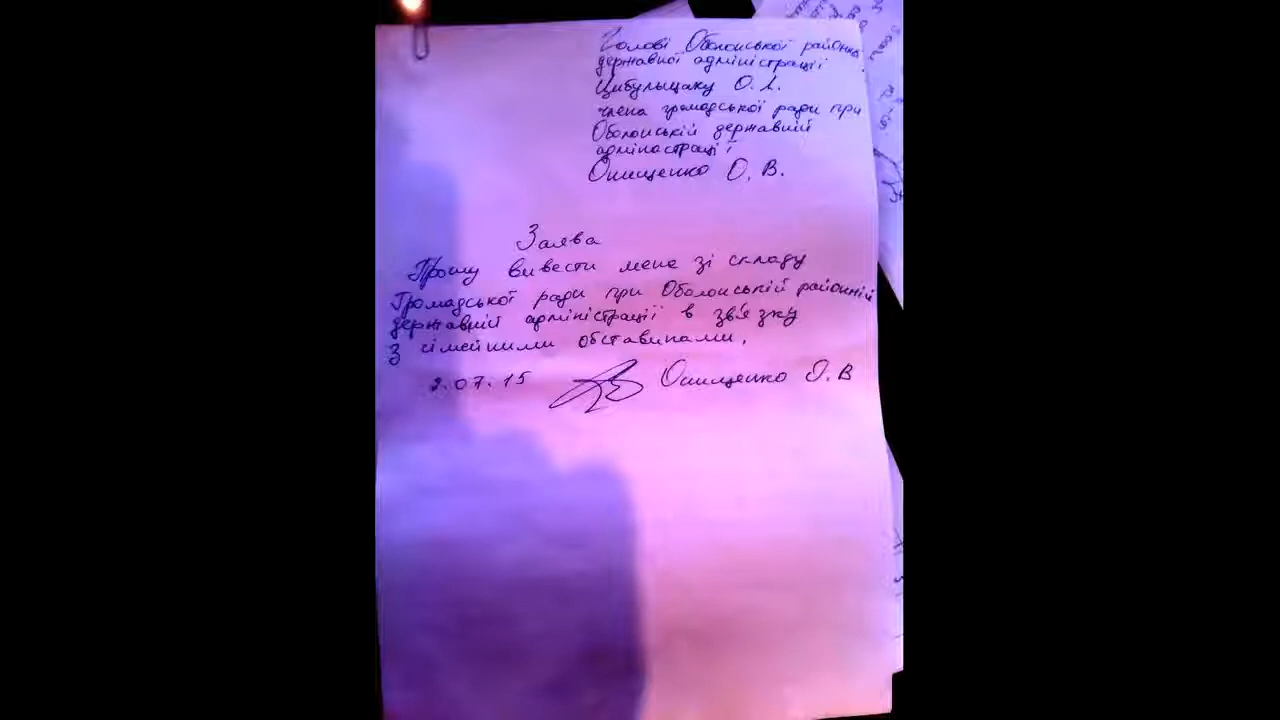 Голові Оболонської районної
державної адміністрації
Цибульщаку О. Л.
члена громадської ради при
Оболонській державній
адмінастрації
Онищенко О. В.
Заява
Прошу вивести мене зі складу
Громадської ради при Оболонській районній
державній адміністрації в зв'язку
з сімейними обставинами.
2.07.15 Онищенко О. В